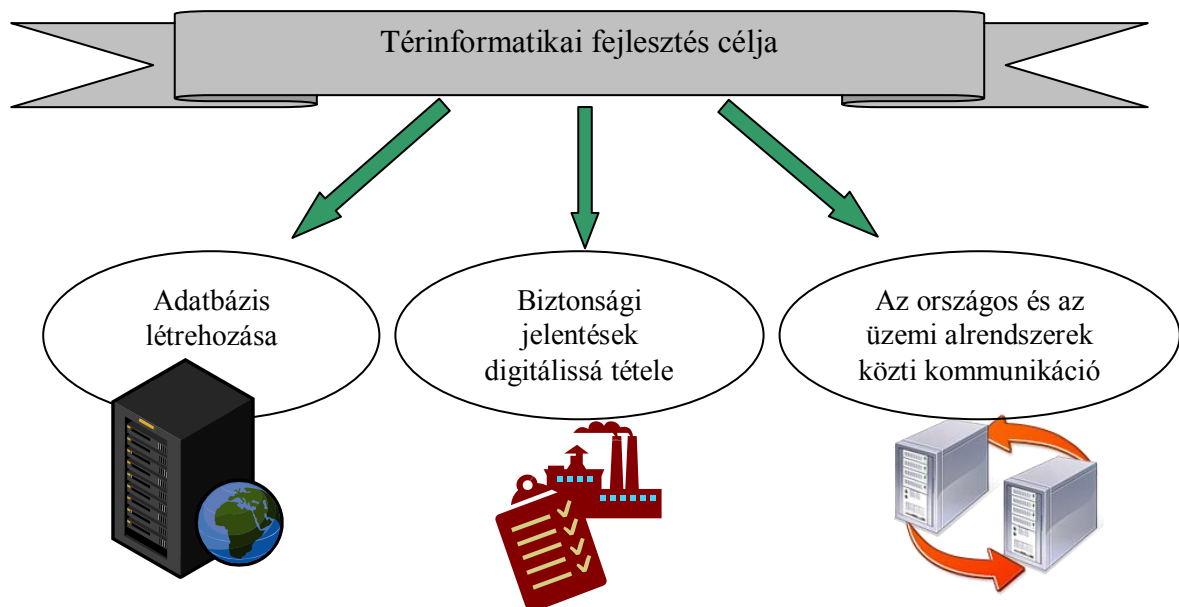 Térinformatikai fejlesztés célja
Adatbázis
létrehozása
Biztonsági
jelentések
digitálissá tétele
Az országos és az
üzemi alrendszerek
közti kommunikáció